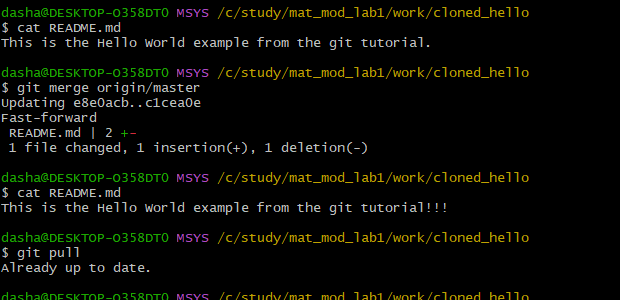 dasha@DESKTOP-O358DT0 MSYS /c/study/mat_mod_lab1/work/cloned_hello
$ cat README.md
This is the Hello World example from the git tutorial.
dasha@DESKTOP-O358DT0 MSYS /c/study/mat_mod_lab1/work/cloned_hello
$ git merge origin/master
Updating e8e0acb..c1cea0e
Fast-forward
README.md | 2 +-
1 file changed, 1 insertion(+), 1 deletion(-)
dasha@DESKTOP-O358DT0 MSYS /c/study/mat_mod_lab1/work/cloned_hello
$ cat README.md
This is the Hello World example from the git tutorial!!!
dasha@DESKTOP-O358DT0 MSYS /c/study/mat_mod_lab1/work/cloned_hello
$ git pull
Already up to date.
dasha@DESKTOP-O358DT0 MSYS /c/study/mat_mod_lab1/work/cloned_hello